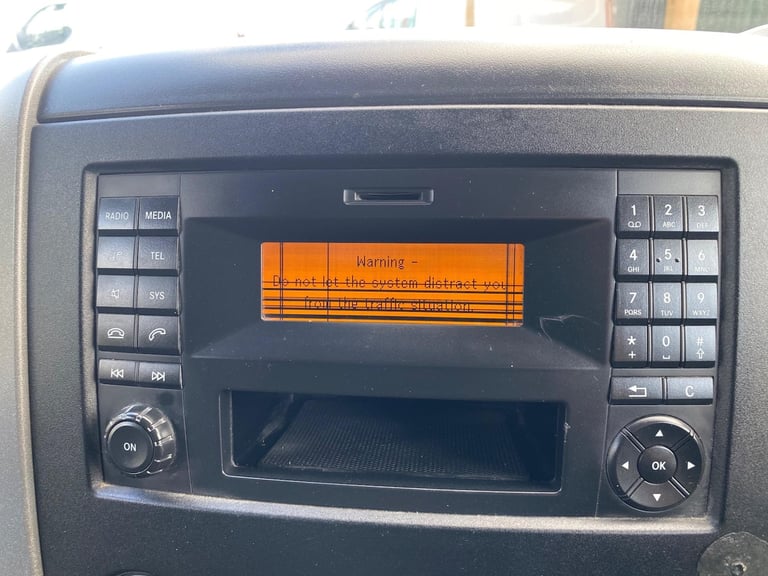 RADIO MEDIA
TEL
SYS
Warning -
Do not let the system distract you
from the traffic situation.
1 2 ABC 3 DEF
4 GHI 5 JKL 6 MNO
7 PQRS 8 TUV 9 WXYZ
* + 0 #
C
ON
OK